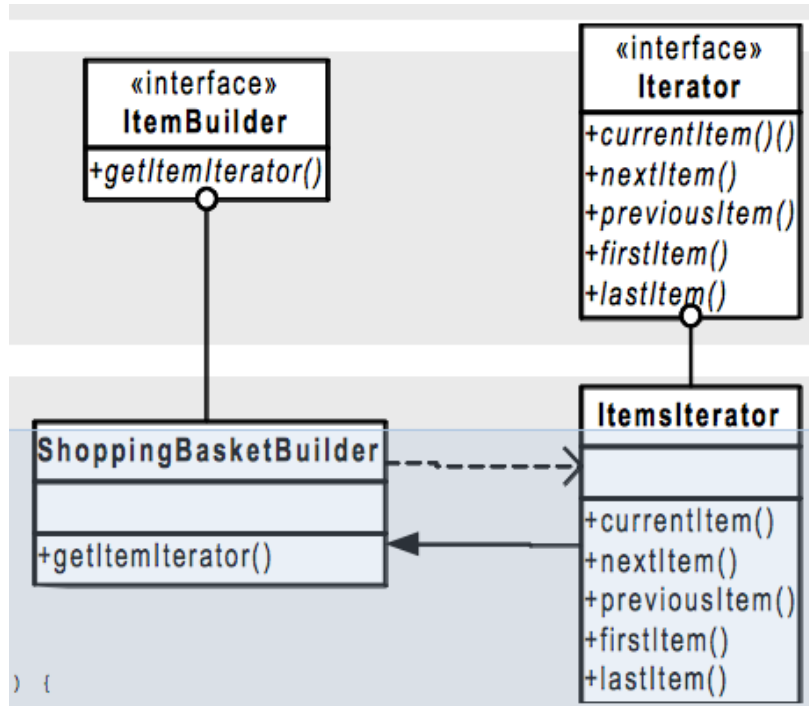 «interface»
ItemBuilder
+getItemIterator()
«interface»
Iterator
+currentItem()()
+nextItem()
+previousItem()
+firstItem()
+lastItem()
ShoppingBasketBuilder
+getItemIterator()
ItemsIterator
+currentItem()
+nextItem()
+previousItem()
+firstItem()
+lastItem()
) {